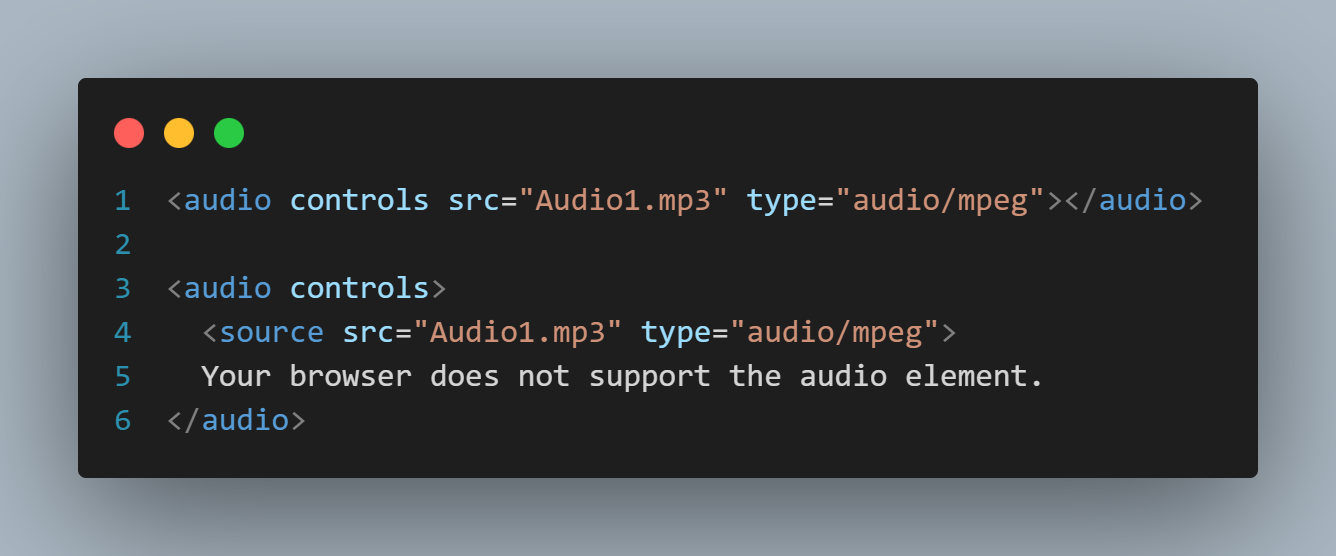 1 <audio controls src="Audio1.mp3" type="audio/mpeg"></audio>
2
3 <audio controls>
4   <source src="Audio1.mp3" type="audio/mpeg">
5   Your browser does not support the audio element.
6 </audio>